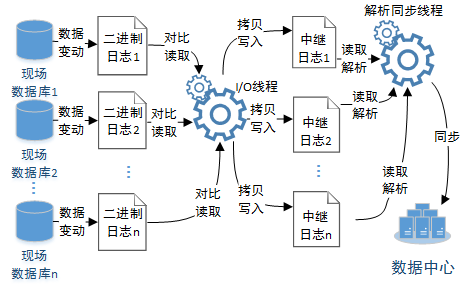 解析同步线程
数据
变动
二进制
日志1
对比
读取
拷贝
写入
中继
日志1
读取
解析
现场
数据库1
I/O线程
数据
变动
二进制
日志2
对比
读取
拷贝
写入
中继
日志2
读取
解析
同步
现场
数据库2
数据
变动
二进制
日志n
对比
读取
拷贝
写入
中继
日志n
读取
解析
现场
数据库n
数据中心